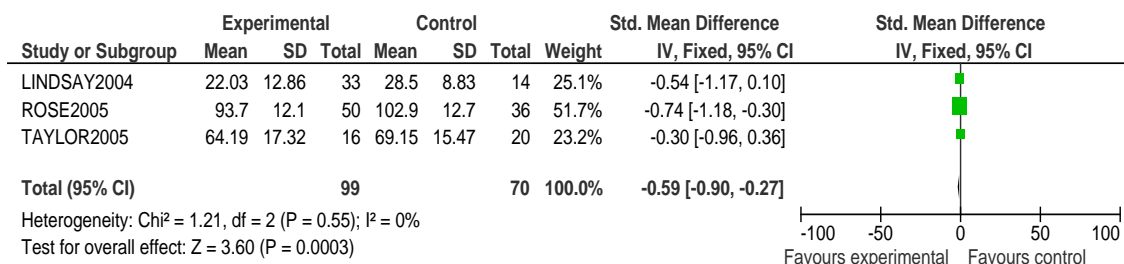 Experimental Control Std. Mean Difference Std. Mean Difference
Study or Subgroup Mean SD Total Mean SD Total Weight IV, Fixed, 95% CI IV, Fixed, 95% CI
LINDSAY2004 22.03 12.86 33 28.5 8.83 14 25.1% -0.54 [-1.17, 0.10]
ROSE2005 93.7 12.1 50 102.9 12.7 36 51.7% -0.74 [-1.18, -0.30]
TAYLOR2005 64.19 17.32 16 69.15 15.47 20 23.2% -0.30 [-0.96, 0.36]
Total (95% CI) 99 70 100.0% -0.59 [-0.90, -0.27]
Heterogeneity: Chi² = 1.21, df = 2 (P = 0.55); I² = 0%
Test for overall effect: Z = 3.60 (P = 0.0003)
-100 -50 0 50 100
Favours experimental Favours control